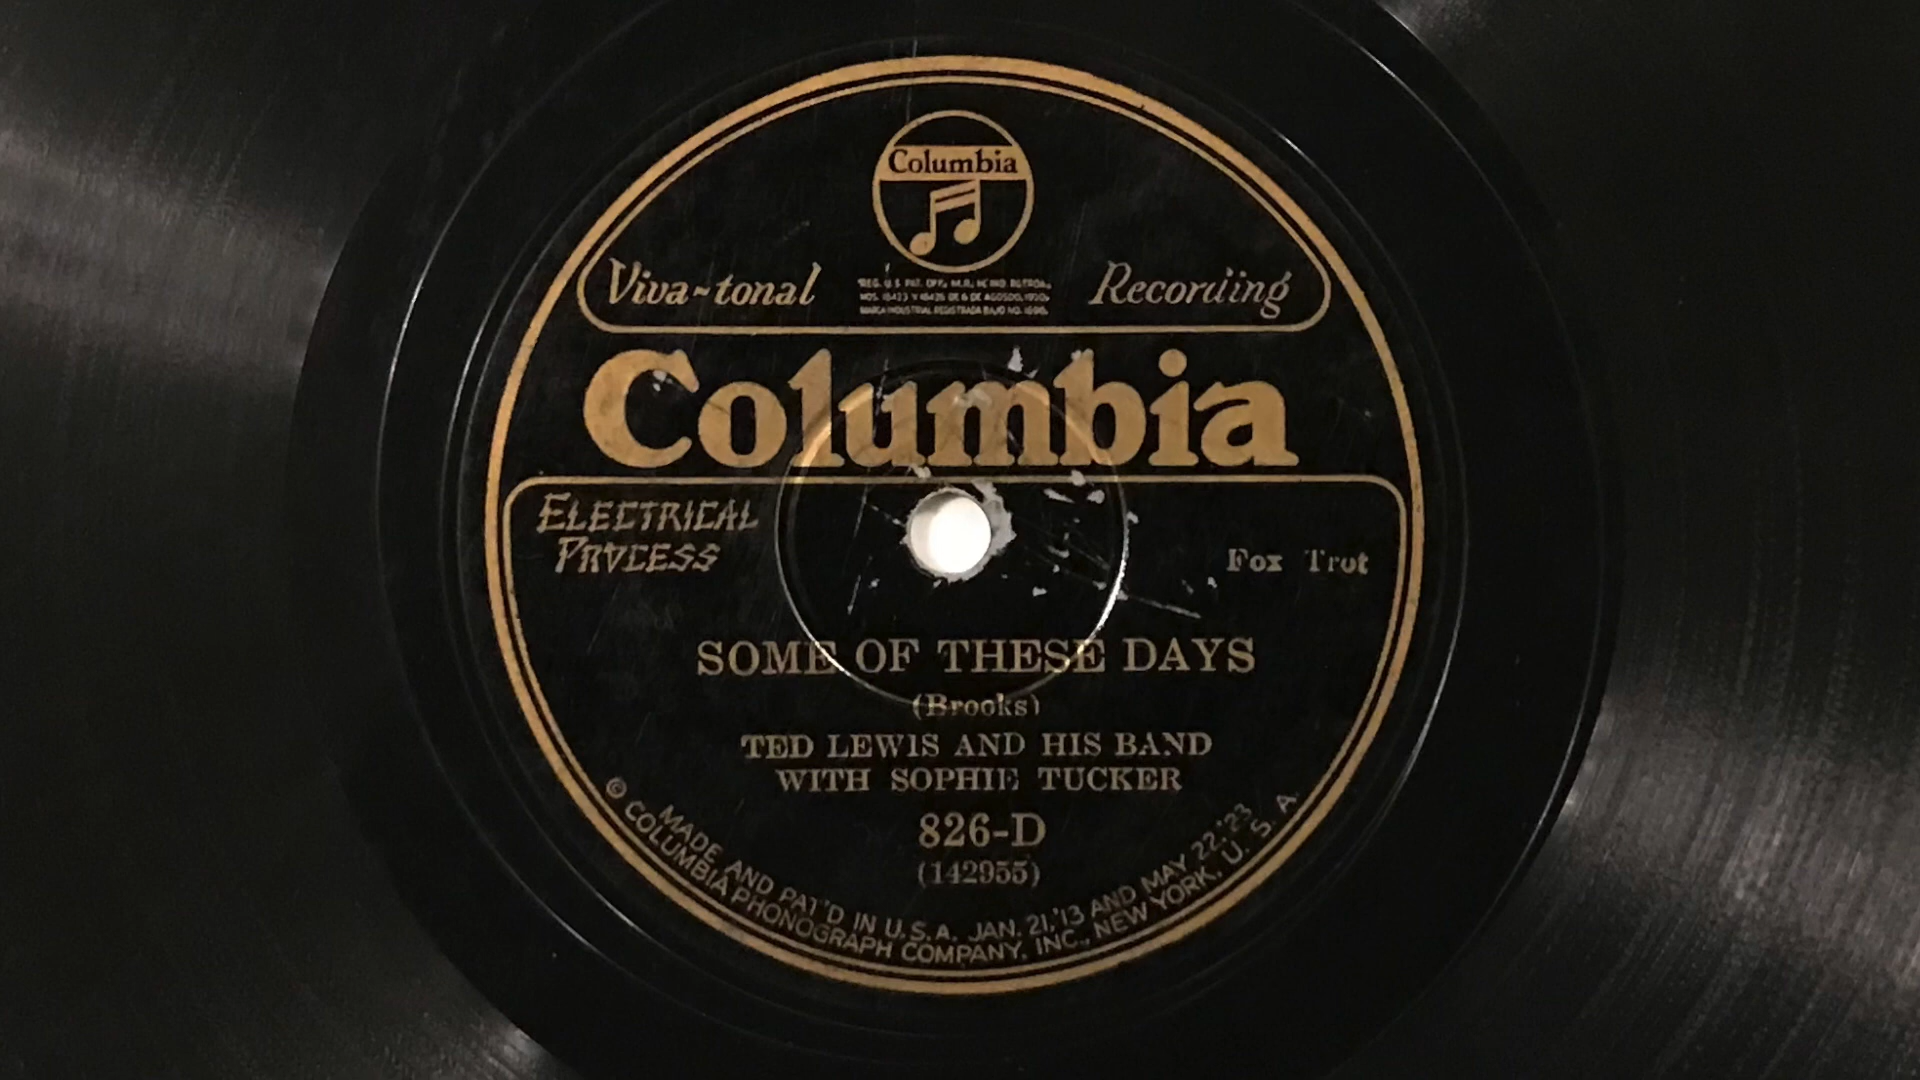 Columbia
Viva-tonal Recording
Columbia
ELECTRICAL
PROCESS
Fox Trot
SOME OF THESE DAYS
(Brooks)
TED LEWIS AND HIS BAND
WITH SOPHIE TUCKER
826-D
(142955)
MADE AND PAT'D IN U.S.A. JAN. 21,'13 AND MAY 22,'23
© COLUMBIA PHONOGRAPH COMPANY, INC., NEW YORK, U. S. A.